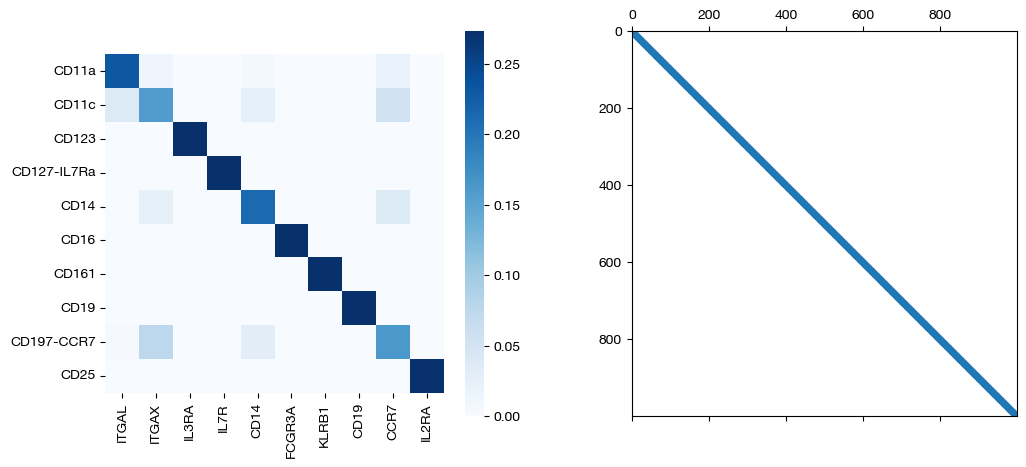 CD11a
CD11c
CD123
CD127-IL7Ra
CD14
CD16
CD161
CD19
CD197-CCR7
CD25
ITGAL
ITGAX
IL3RA
IL7R
CD14
FCGR3A
KLRB1
CD19
CCR7
IL2RA
0.25
0.20
0.15
0.10
0.05
0.00
0 200 400 600 800
0
200
400
600
800